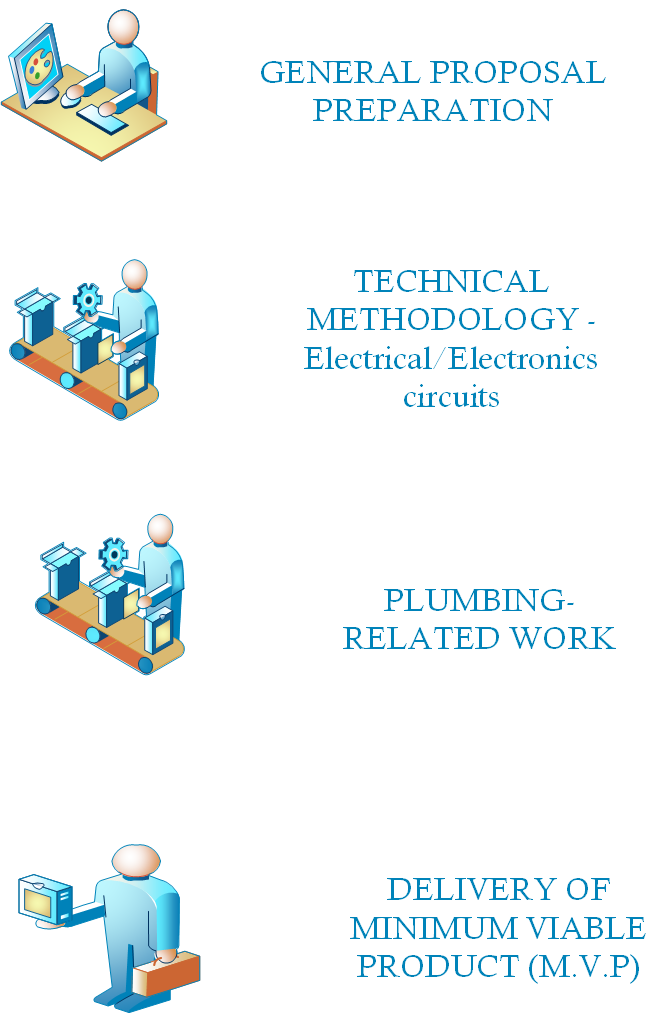 GENERAL PROPOSAL
PREPARATION
TECHNICAL
METHODOLOGY -
Electrical/Electronics
circuits
PLUMBING-
RELATED WORK
DELIVERY OF
MINIMUM VIABLE
PRODUCT (M.V.P)